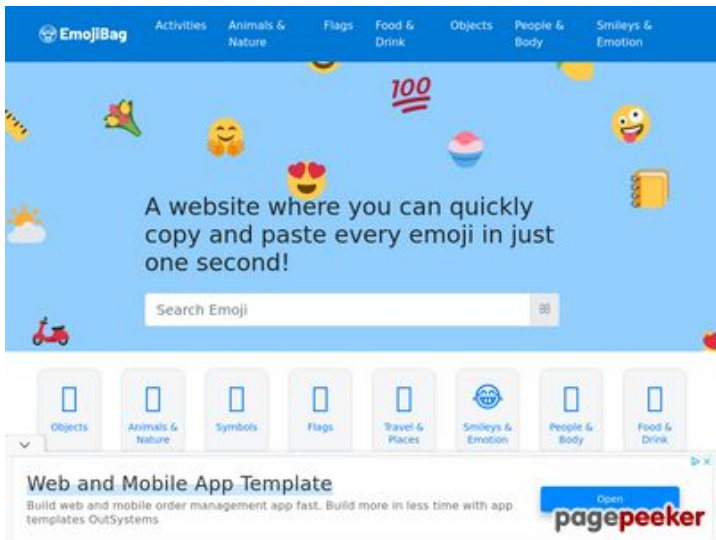 EmojiBag
Activities
Animals &
Nature
Flags
Food &
Drink
Objects
People &
Body
Smileys &
Emotion
100
A website where you can quickly
copy and paste every emoji in just
one second!
Search Emoji
Objects
Animals &
Nature
Symbols
Flags
Travel &
Places
Smileys &
Emotion
People &
Body
Food &
Drink
Web and Mobile App Template
Build web and mobile order management app fast. Build more in less time with app
templates OutSystems
Open
pagepeeker